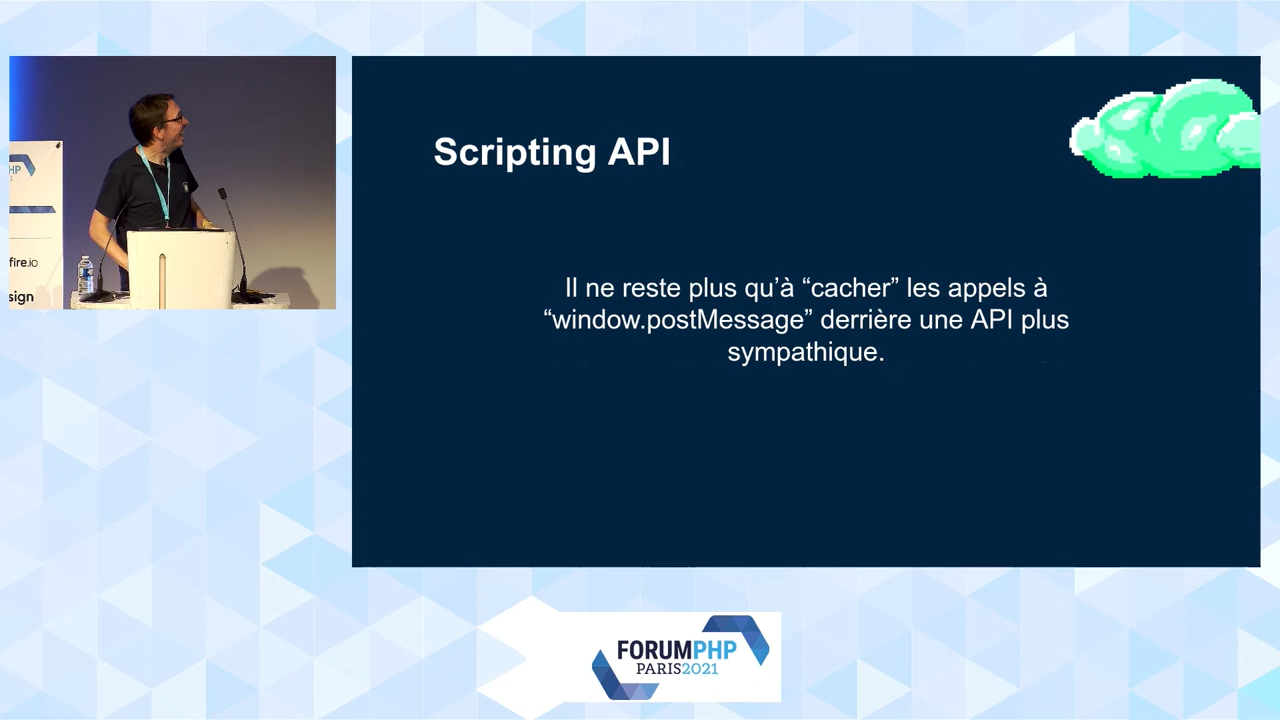 HP
fire.io
sign
Scripting API
Il ne reste plus qu’à “cacher” les appels à
“window.postMessage” derrière une API plus
sympathique.
FORUMPHP
PARIS2021